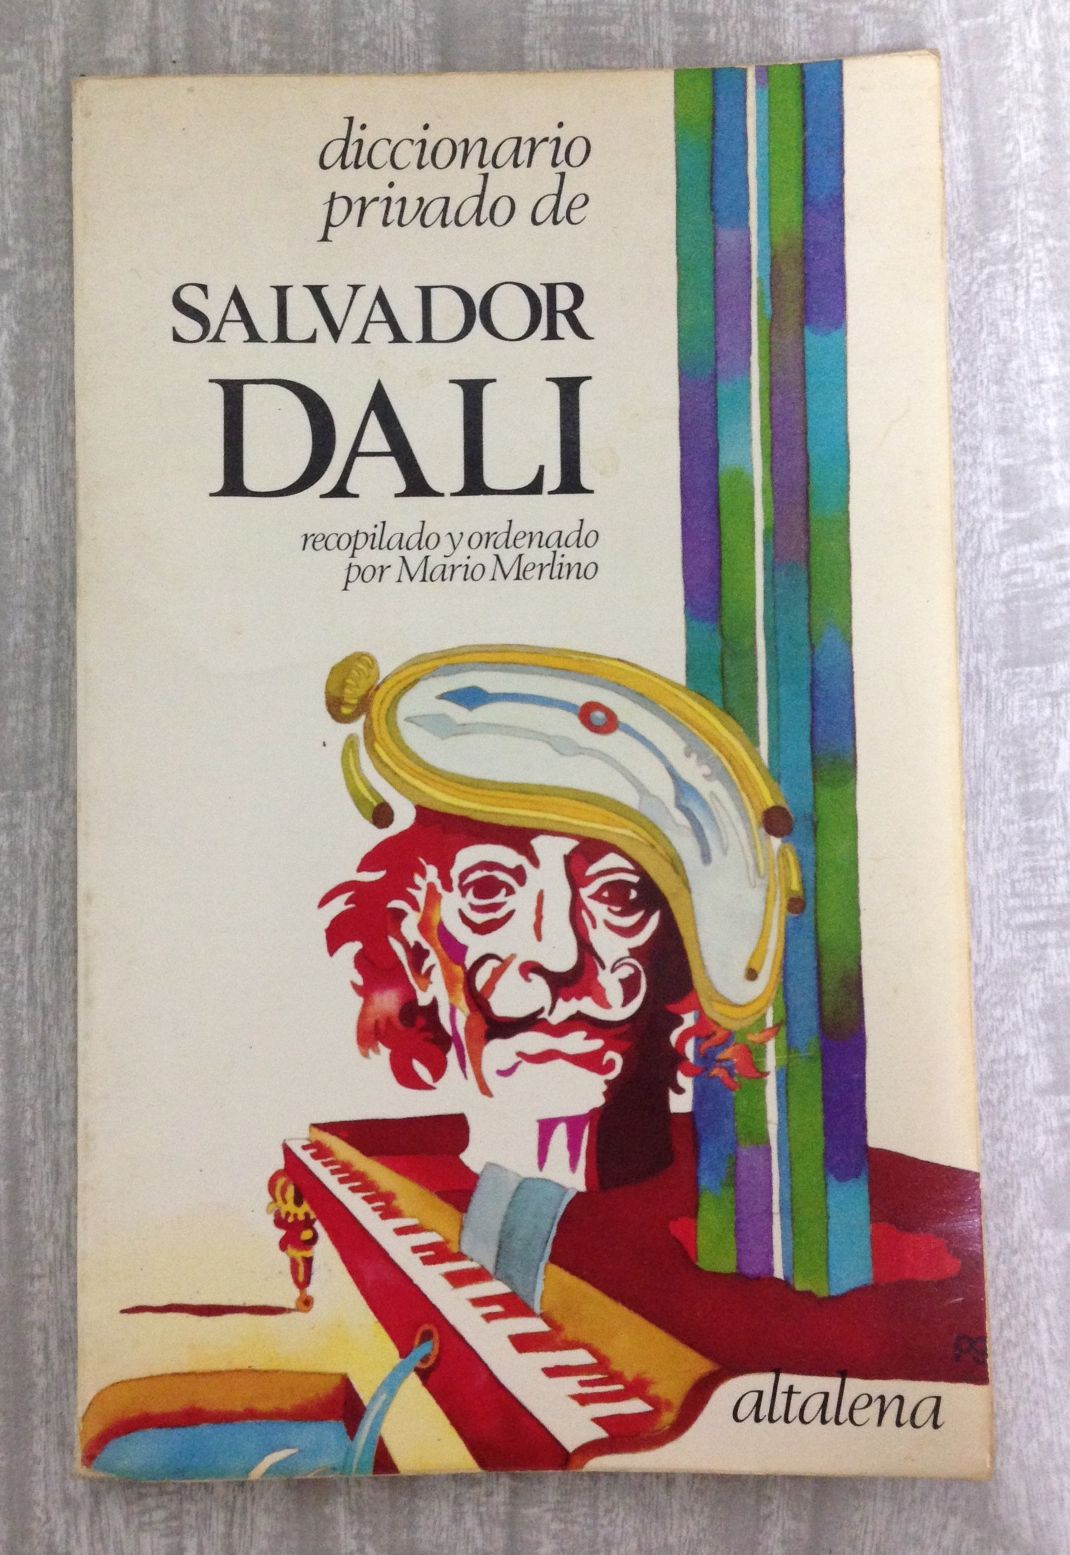 diccionario
privado de
SALVADOR
DALI
recopilado y ordenado
por Mario Merlino
altalena